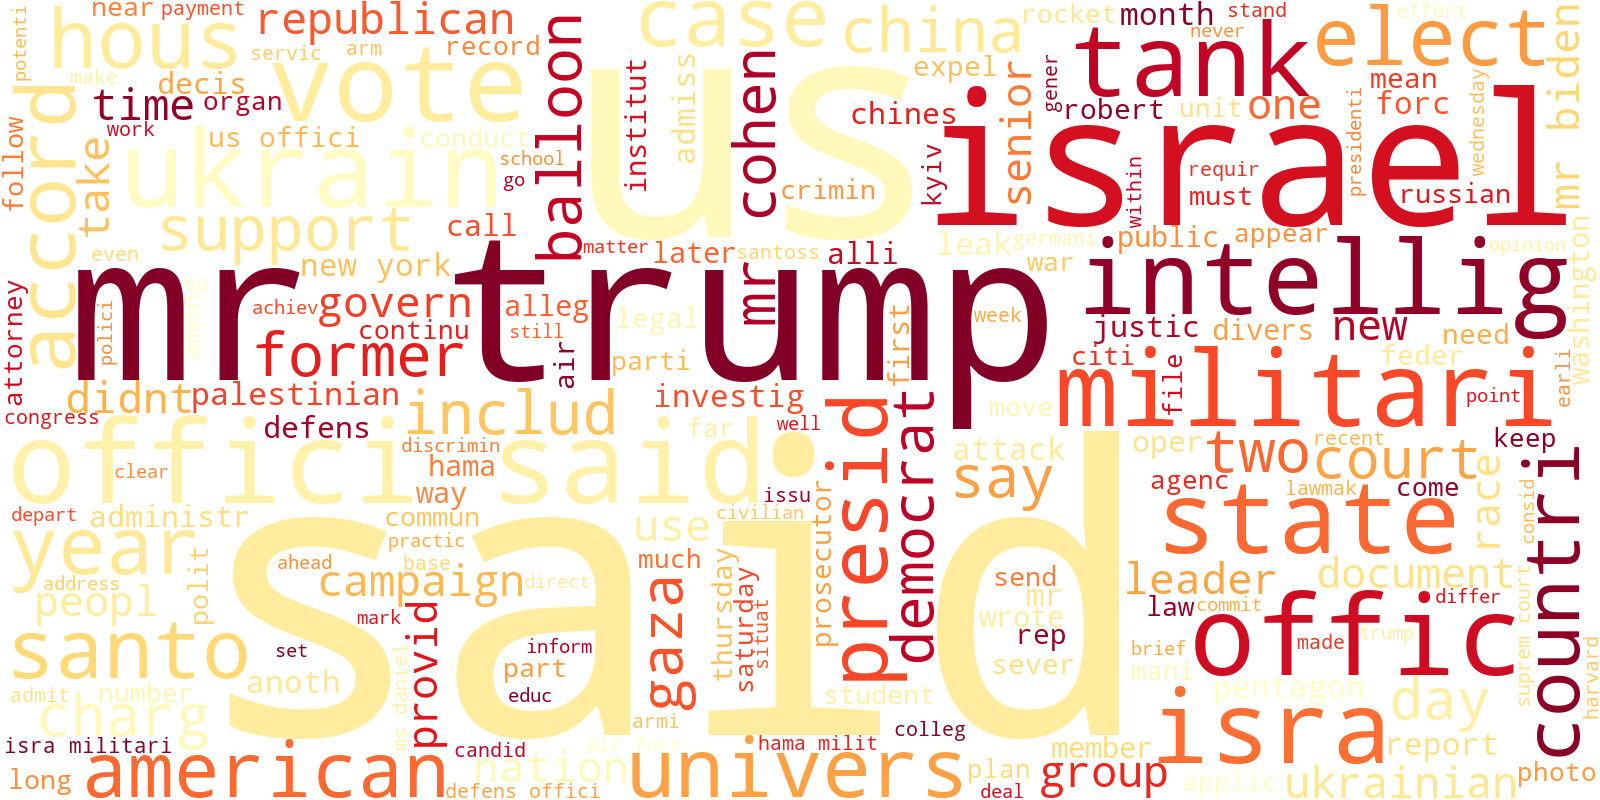 near
payment
republican
case
china
rocket
month
stand
effort
potenti
hous
servic
arm
record
never
elect
make
decis
vote
balloon
expel
tank
mean
mr biden
time
organ
institut
admiss
cohen
senior
gener
robert
unit
one
forc
work
us offici
conduct
us
chines
israel
presidenti
wednesday
follow
accord
take
ukrain
school
go
crimin
kyiv
within
requir
must
russian
support
call
matter
later
santoss
alli
leak
germani
public
appear
opinion
even
new york
mr
war
intellig
washington
attorney
polici
among
achiev
govern
alleg
legal
first
week
justic
divers
new
need
continu
still
former
air
parti
citi
feder
earli
didnt
palestinian
investig
move
militari
file
point
congress
mr trump
defens
includ
far
well
democrat
attack
oper
two
recent
court
keep
discrimin
clear
hama
offici said
presid
say
way
issu
agenc
lawmak
come
countri
depart
administr
commun
civilian
use
prosecutor
state
race
consid
year
polit
practic
base
much
thursday
ahead
address
campaign
direct
gaza
saturday
situat
send
mr
leader
document
peopl
wrote
law
commit
differ
mark
provid
said
rep
offic
made
trump
suprem court
harvard
santo
set
inform
part
sever
brief
mani
admit
number
anoth
educ
student
pentagon
day
charg
ms daniel
armi
colleg
isra militari
candid
air forc
hama milit
member
isra
report
long
american
nation
univers
plan
group
applic
ukrainian
photo
defens offici
deal